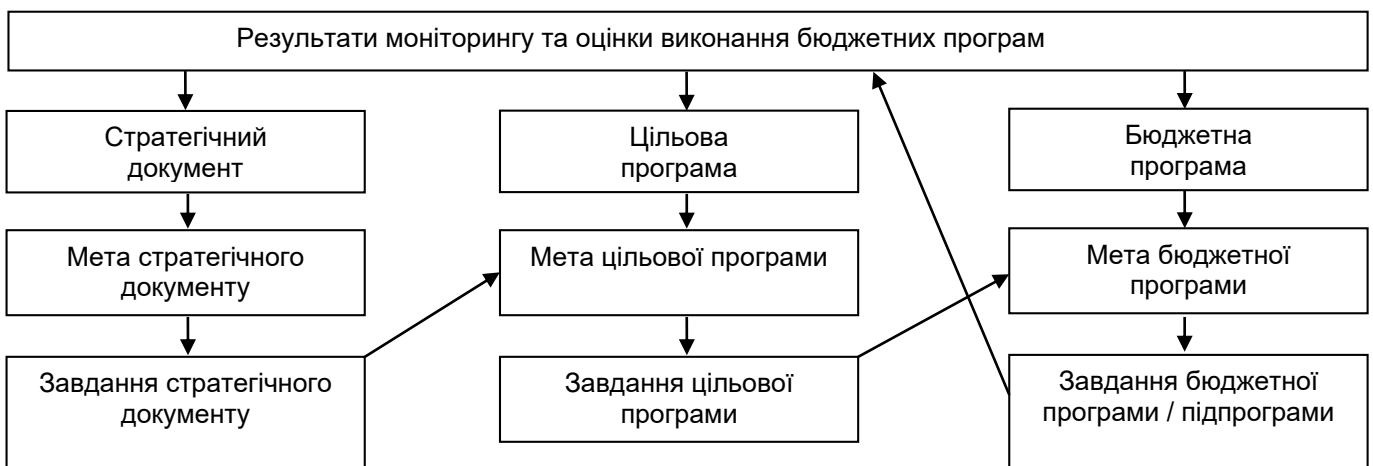 Результати моніторингу та оцінки виконання бюджетних програм
Стратегічний
документ
Цільова
програма
Бюджетна
програма
Мета стратегічного
документу
Мета цільової програми
Мета бюджетної
програми
Завдання стратегічного
документу
Завдання цільової
програми
Завдання бюджетної
програми / підпрограми